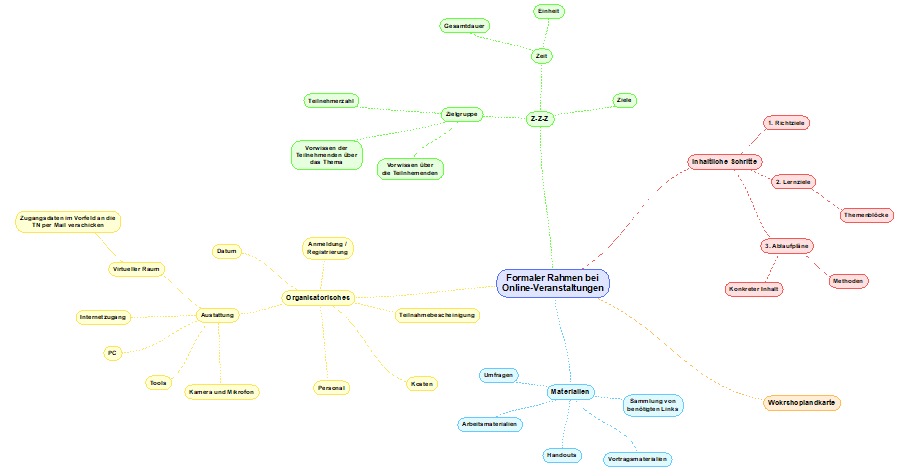 Einheit
Gesamtdauer
Zeit
Teilnehmerzahl
Ziele
Zielgruppe
Z-Z-Z
1. Richtziele
Vorwissen der
Teilnehmenden über
das Thema
Vorwissen über
die Teilnhemenden
Inhaltliche Schritte
2. Lernziele
Themenblöcke
Zugangsdaten im Vorfeld an die
TN per Mail verschicken
Datum
Anmeldung /
Registrierung
3. Ablaufpläne
Virtueller Raum
Methoden
Konkreter Inhalt
Formaler Rahmen bei
Online-Veranstaltungen
Organisatorisches
Internetzugang
Austattung
Teilnahmebescheinigung
PC
Tools
Kamera und Mikrofon
Personal
Kosten
Umfragen
Materialien
Sammlung von
benötigten Links
Wokrshoplandkarte
Arbeitsmaterialien
Handouts
Vortragsmaterialien